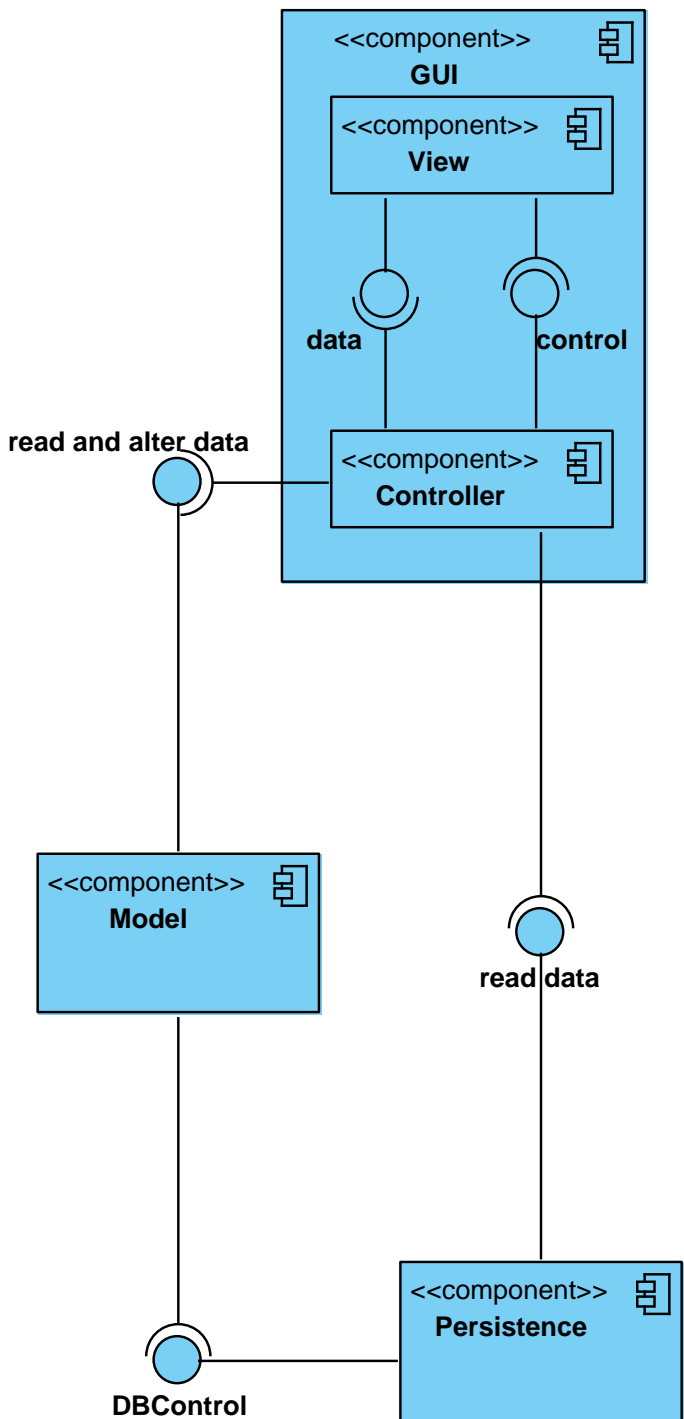 <<component>>
GUI
<<component>>
View
data
control
read and alter data
<<component>>
Controller
<<component>>
Model
read data
<<component>>
Persistence
DBControl